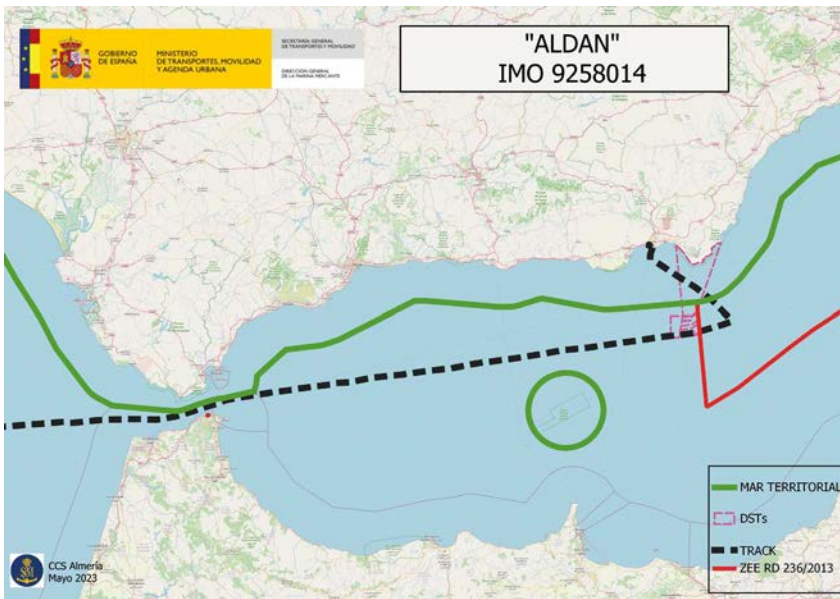 GOBIERNO
DE ESPAÑA
MINISTERIO
DE TRANSPORTES, MOVILIDAD
Y AGENDA URBANA
SECRETARÍA GENERAL
DE TRANSPORTES Y MOVILIDAD
DIRECCIÓN GENERAL
DE LA MARINA MERCANTE
"ALDAN"
IMO 9258014
MAR TERRITORIAL
DSTs
TRACK
ZEE RD 236/2013
CCS Almería
Mayo 2023